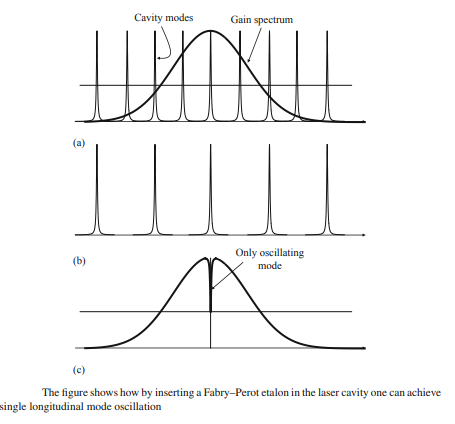 Cavity modes
Gain spectrum
(a)
(b)
Only oscillating
mode
(c)
The figure shows how by inserting a Fabry–Perot etalon in the laser cavity one can achieve
single longitudinal mode oscillation